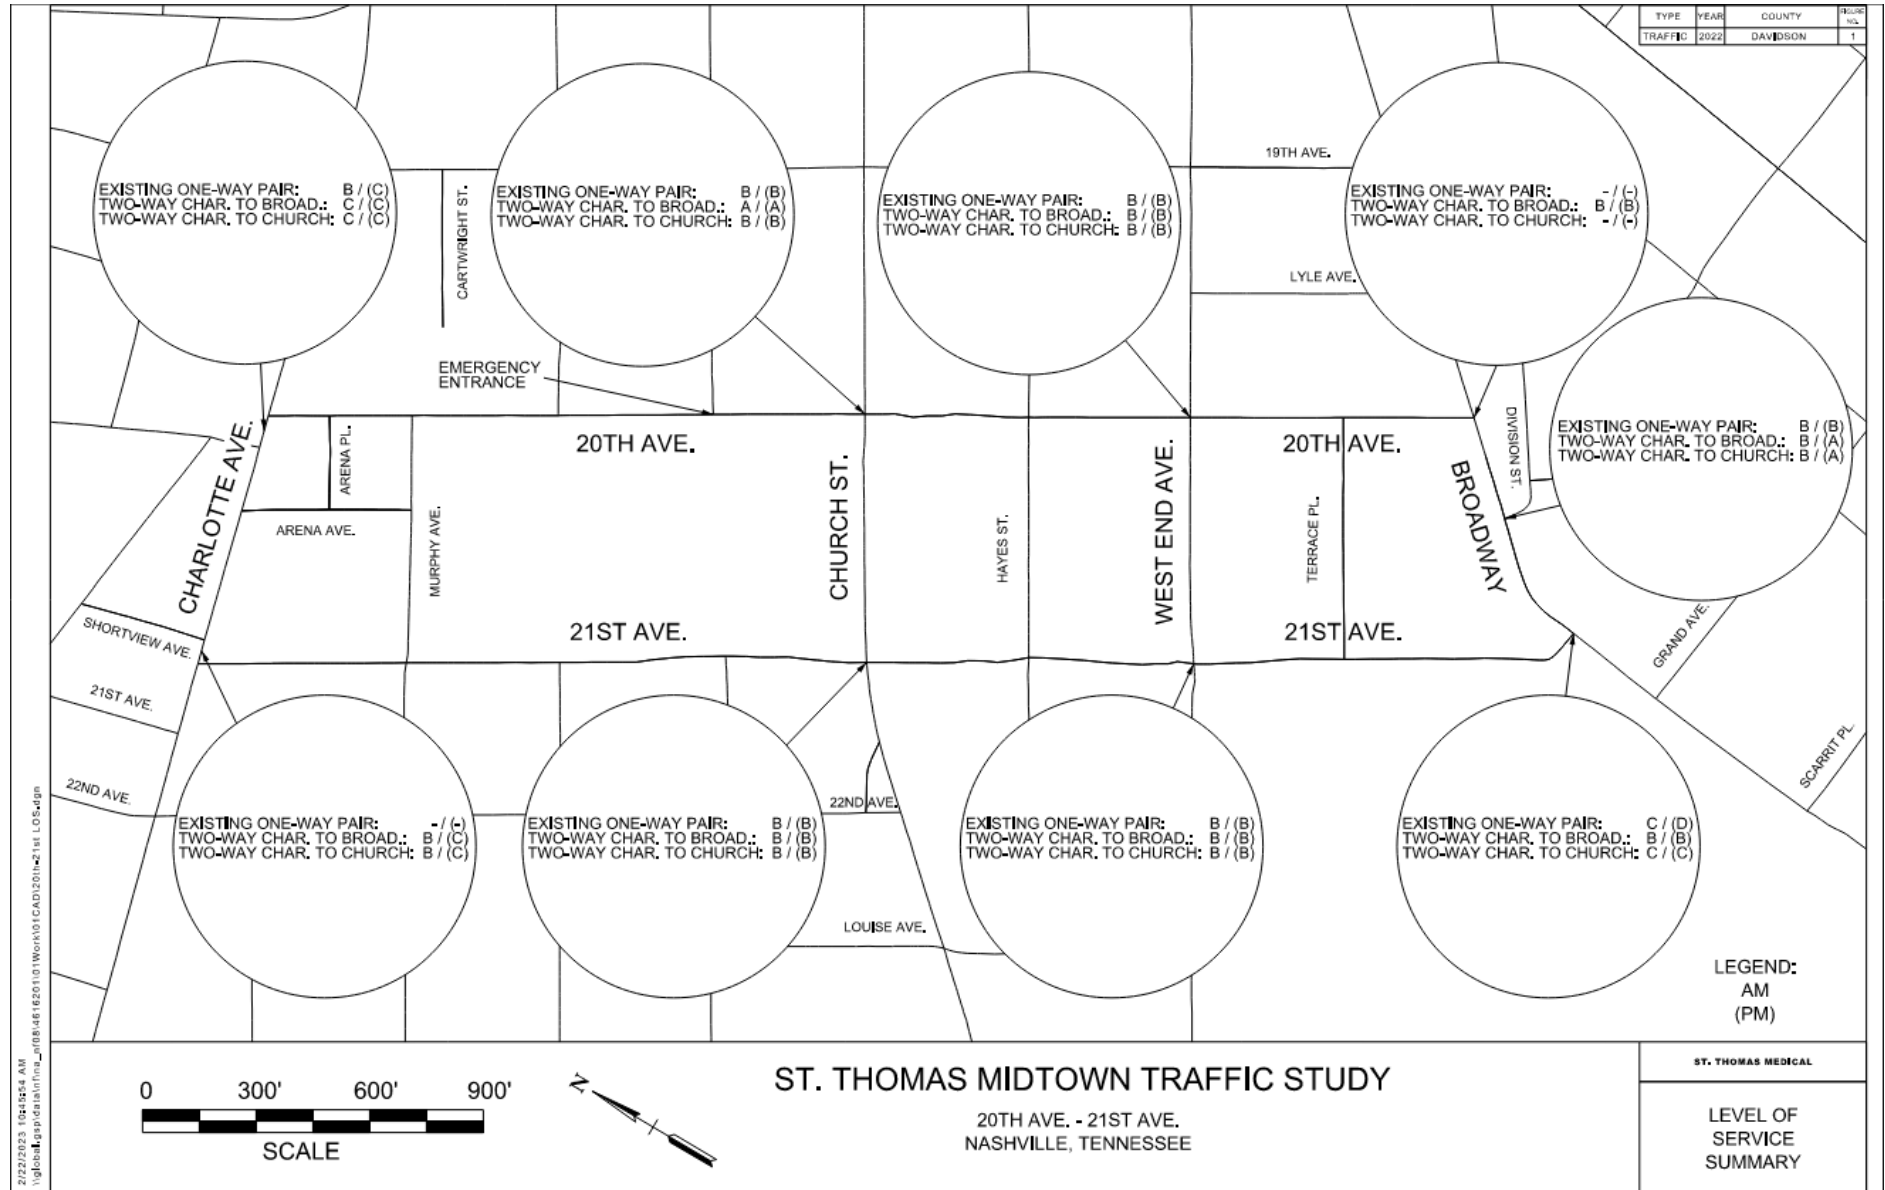 TYPE YEAR COUNTY FIGURE NO.
TRAFFIC 2022 DAVIDSON 1
19TH AVE.
EXISTING ONE-WAY PAIR: B / (C)
TWO-WAY CHAR. TO BROAD.: C / (C)
TWO-WAY CHAR. TO CHURCH: C / (C)
CARTWRIGHT ST.
EXISTING ONE-WAY PAIR: B / (B)
TWO-WAY CHAR. TO BROAD.: A / (A)
TWO-WAY CHAR. TO CHURCH: B / (B)
EXISTING ONE-WAY PAIR: B / (B)
TWO-WAY CHAR. TO BROAD.: B / (B)
TWO-WAY CHAR. TO CHURCH: B / (B)
EXISTING ONE-WAY PAIR: - / (-)
TWO-WAY CHAR. TO BROAD.: B / (B)
TWO-WAY CHAR. TO CHURCH: - / (-)
LYLE AVE.
EMERGENCY
ENTRANCE
EXISTING ONE-WAY PAIR: B / (B)
TWO-WAY CHAR. TO BROAD.: B / (A)
TWO-WAY CHAR. TO CHURCH: B / (A)
CHARLOTTE AVE.
ARENA PL.
20TH AVE.
CHURCH ST.
WEST END AVE.
20TH AVE.
BROADWAY
DIVISION ST.
ARENA AVE.
MURPHY AVE.
HAYES ST.
TERRACE PL.
SHORTVIEW AVE.
21ST AVE.
21ST AVE.
GRAND AVE.
21ST AVE.
SCARRIT PL.
22ND AVE.
22ND AVE.
EXISTING ONE-WAY PAIR: - / (-)
TWO-WAY CHAR. TO BROAD.: B / (C)
TWO-WAY CHAR. TO CHURCH: B / (C)
EXISTING ONE-WAY PAIR: B / (B)
TWO-WAY CHAR. TO BROAD.: B / (B)
TWO-WAY CHAR. TO CHURCH: B / (B)
EXISTING ONE-WAY PAIR: B / (B)
TWO-WAY CHAR. TO BROAD.: B / (B)
TWO-WAY CHAR. TO CHURCH: B / (B)
EXISTING ONE-WAY PAIR: C / (D)
TWO-WAY CHAR. TO BROAD.: B / (B)
TWO-WAY CHAR. TO CHURCH: C / (C)
LOUISE AVE.
LEGEND:
AM
(PM)
2/22/2023 10:45:54 AM
0 300' 600' 900'
SCALE
N
ST. THOMAS MIDTOWN TRAFFIC STUDY
20TH AVE. - 21ST AVE.
NASHVILLE, TENNESSEE
ST. THOMAS MEDICAL
LEVEL OF
SERVICE
SUMMARY